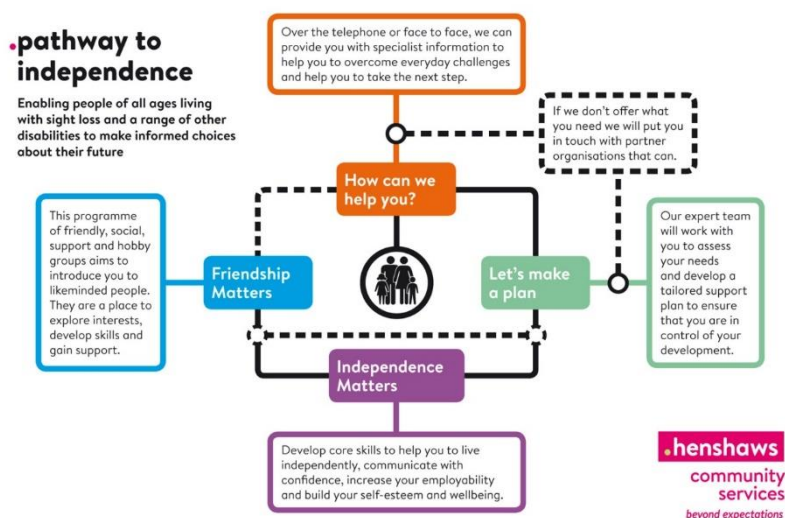 .pathway to
independence
Enabling people of all ages living
with sight loss and a range of other
disabilities to make informed choices
about their future
Over the telephone or face to face, we can
provide you with specialist information to
help you to overcome everyday challenges
and help you to take the next step.
If we don't offer what
you need we will put you
in touch with partner
organisations that can.
How can we
help you?
This programme
of friendly, social,
support and hobby
groups aims to
introduce you to
likeminded people.
They are a place to
explore interests,
develop skills and
gain support.
Friendship
Matters
Let's make
a plan
Our expert team
will work with
you to assess
your needs
and develop a
tailored support
plan to ensure
that you are in
control of your
development.
Independence
Matters
Develop core skills to help you to live
independently, communicate with
confidence, increase your employability
and build your self-esteem and wellbeing.
.henshaws
community
services
beyond expectations